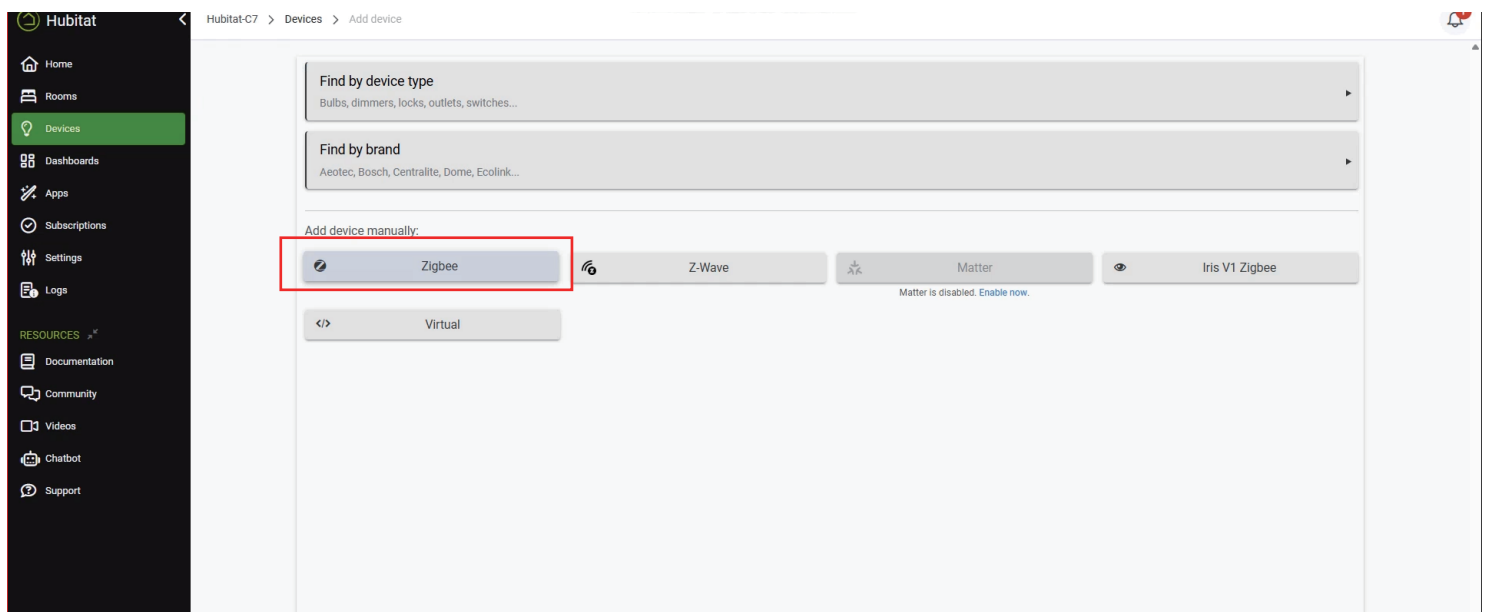 Hubitat
Hubitat-C7 > Devices > Add device
Home
Rooms
Devices
Dashboards
Apps
Subscriptions
Settings
Logs
RESOURCES
Documentation
Community
Videos
Chatbot
Support
Find by device type
Bulbs, dimmers, locks, outlets, switches...
Find by brand
Aeotec, Bosch, Centralite, Dome, Ecolink...
Add device manually:
Zigbee
Z-Wave
Matter
Iris V1 Zigbee
Matter is disabled. Enable now.
</> Virtual